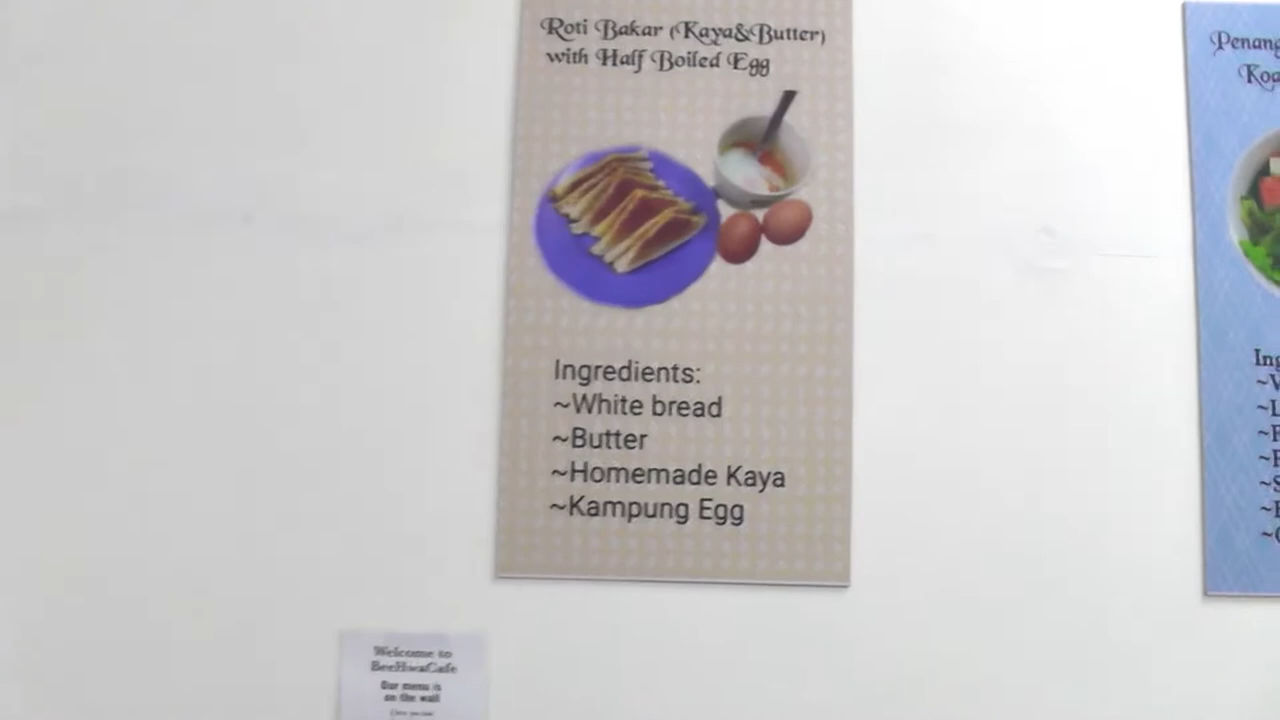 Roti Bakar (Kaya&Butter)
with Half Boiled Egg
Ingredients:
~White bread
~Butter
~Homemade Kaya
~Kampung Egg
Welcome to
BeeHwaCafe
Our menu is
on the wall
Penang